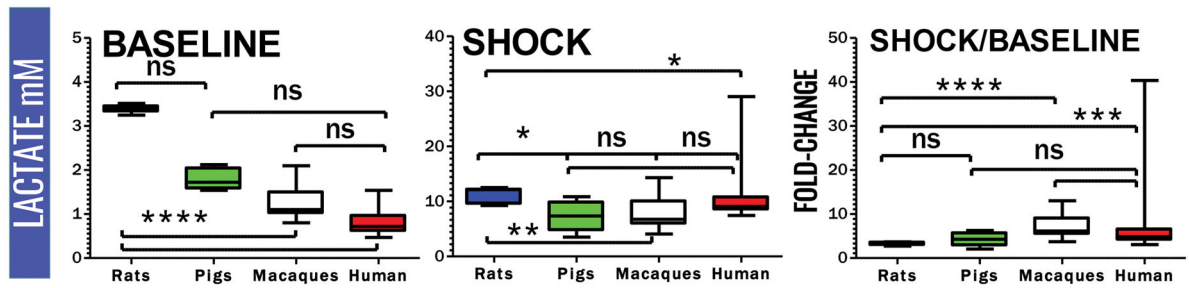 LACTATE mM
BASELINE
5
4
3
2
1
0
ns
ns
ns
****
Rats Pigs Macaques Human
SHOCK
40
30
20
10
0
*
*
ns
ns
**
Rats Pigs Macaques Human
SHOCK/BASELINE
FOLD-CHANGE
50
40
30
20
10
0
****
***
ns
ns
Rats Pigs Macaques Human